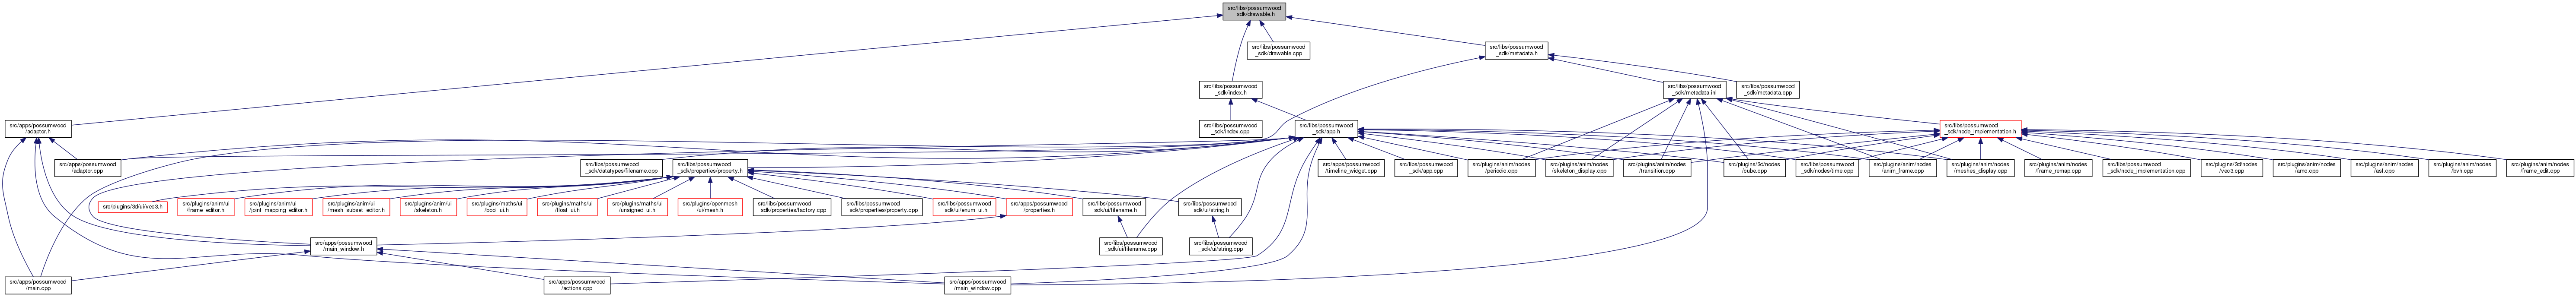 src/libs/possumwood
_sdk/drawable.h
src/libs/possumwood
_sdk/drawable.cpp
src/libs/possumwood
_sdk/metadata.h
src/libs/possumwood
_sdk/index.h
src/libs/possumwood
_sdk/metadata.inl
src/libs/possumwood
_sdk/metadata.cpp
src/apps/possumwood
/adaptor.h
src/libs/possumwood
_sdk/index.cpp
src/libs/possumwood
_sdk/app.h
src/libs/possumwood
_sdk/node_implementation.h
src/apps/possumwood
/adaptor.cpp
src/libs/possumwood
_sdk/datatypes/filename.cpp
src/libs/possumwood
_sdk/properties/property.h
src/apps/possumwood
/timeline_widget.cpp
src/libs/possumwood
_sdk/app.cpp
src/plugins/anim/nodes
/periodic.cpp
src/plugins/anim/nodes
/skeleton_display.cpp
src/plugins/anim/nodes
/transition.cpp
src/plugins/3d/nodes
/cube.cpp
src/libs/possumwood
_sdk/nodes/time.cpp
src/plugins/anim/nodes
/anim_frame.cpp
src/plugins/anim/nodes
/meshes_display.cpp
src/plugins/anim/nodes
/frame_remap.cpp
src/libs/possumwood
_sdk/node_implementation.cpp
src/plugins/3d/nodes
/vec3.cpp
src/plugins/anim/nodes
/amc.cpp
src/plugins/anim/nodes
/asf.cpp
src/plugins/anim/nodes
/bvh.cpp
src/plugins/anim/nodes
/frame_edit.cpp
src/plugins/3d/ui/vec3.h
src/plugins/anim/ui
/frame_editor.h
src/plugins/anim/ui
/joint_mapping_editor.h
src/plugins/anim/ui
/mesh_subset_editor.h
src/plugins/anim/ui
/skeleton.h
src/plugins/maths/ui
/bool_ui.h
src/plugins/maths/ui
/float_ui.h
src/plugins/maths/ui
/unsigned_ui.h
src/plugins/openmesh
/ui/mesh.h
src/libs/possumwood
_sdk/properties/factory.cpp
src/libs/possumwood
_sdk/properties/property.cpp
src/libs/possumwood
_sdk/ui/enum_ui.h
src/apps/possumwood
/properties.h
src/libs/possumwood
_sdk/ui/filename.h
src/libs/possumwood
_sdk/ui/string.h
src/apps/possumwood
/main_window.h
src/libs/possumwood
_sdk/ui/filename.cpp
src/libs/possumwood
_sdk/ui/string.cpp
src/apps/possumwood
/main.cpp
src/apps/possumwood
/actions.cpp
src/apps/possumwood
/main_window.cpp